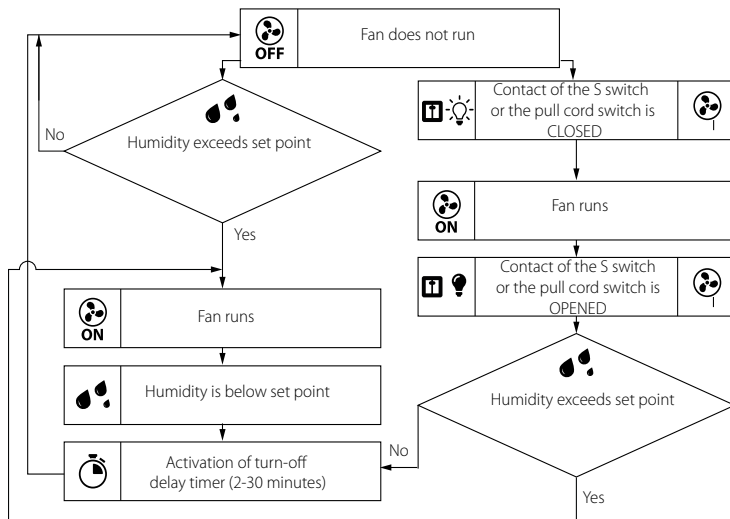 OFF
Fan does not run
Humidity exceeds set point
No
Yes
Contact of the S switch
or the pull cord switch is
CLOSED
ON
Fan runs
Contact of the S switch
or the pull cord switch is
OPENED
ON
Fan runs
Humidity is below set point
Activation of turn-off
delay timer (2-30 minutes)
Humidity exceeds set point
No
Yes